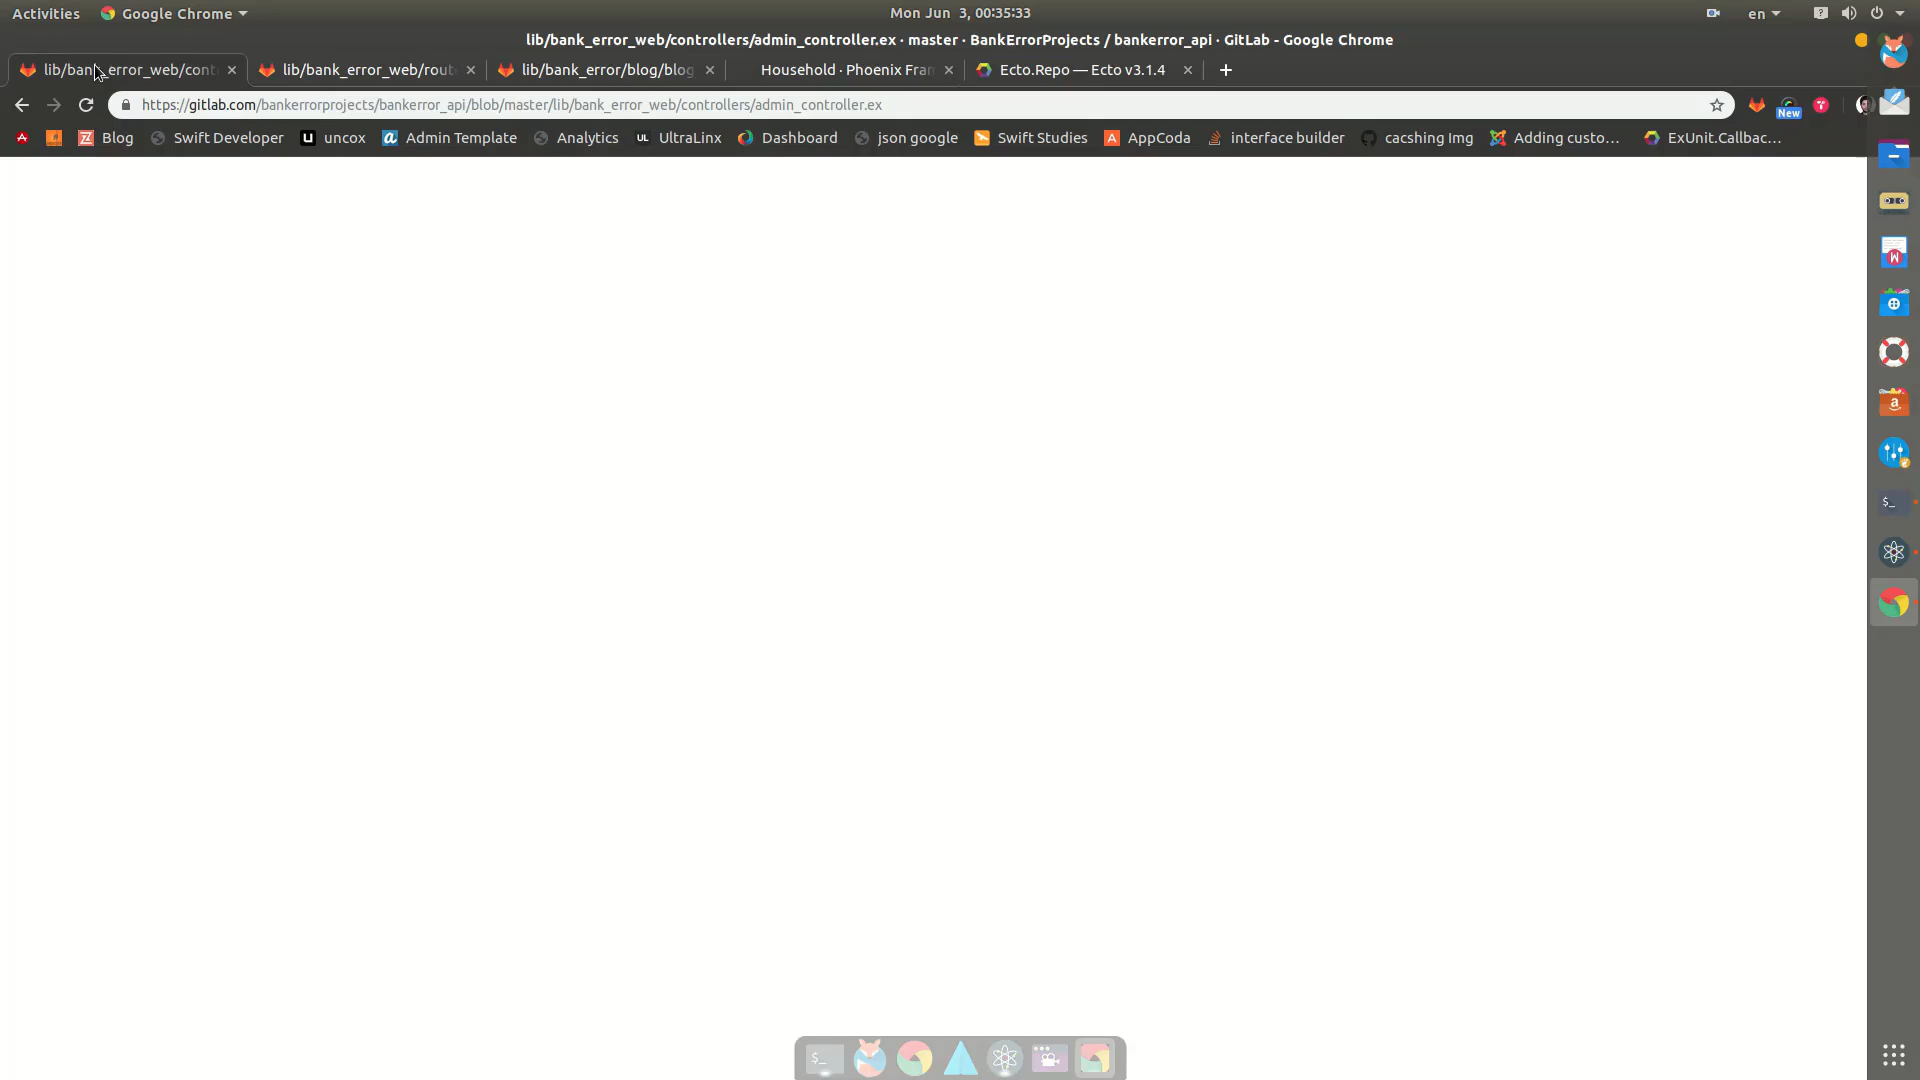 Activities Google Chrome Mon Jun 3, 00:35:33 en
lib/bank_error_web/controllers/admin_controller.ex · master · BankErrorProjects / bankerror_api · GitLab - Google Chrome
lib/bank_error_web/cont lib/bank_error_web/rout lib/bank_error/blog/blog Household · Phoenix Fram Ecto.Repo — Ecto v3.1.4
https://gitlab.com/bankerrorprojects/bankerror_api/blob/master/lib/bank_error_web/controllers/admin_controller.ex New
Blog Swift Developer uncox Admin Template Analytics UL UltraLinx Dashboard json google Swift Studies AppCoda interface builder cacshing Img Adding custo… ExUnit.Callbac…